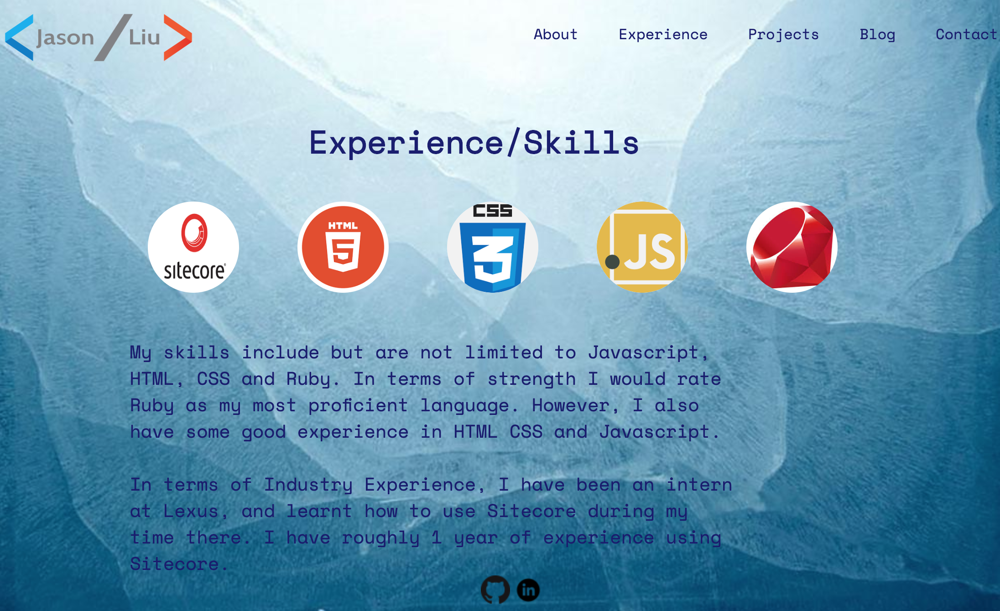 Jason Liu
About Experience Projects Blog Contact
Experience/Skills
sitecore®
HTML
5
CSS
3
JS
My skills include but are not limited to Javascript,
HTML, CSS and Ruby. In terms of strength I would rate
Ruby as my most proficient language. However, I also
have some good experience in HTML CSS and Javascript.
In terms of Industry Experience, I have been an intern
at Lexus, and learnt how to use Sitecore during my
time there. I have roughly 1 year of experience using
Sitecore.
in